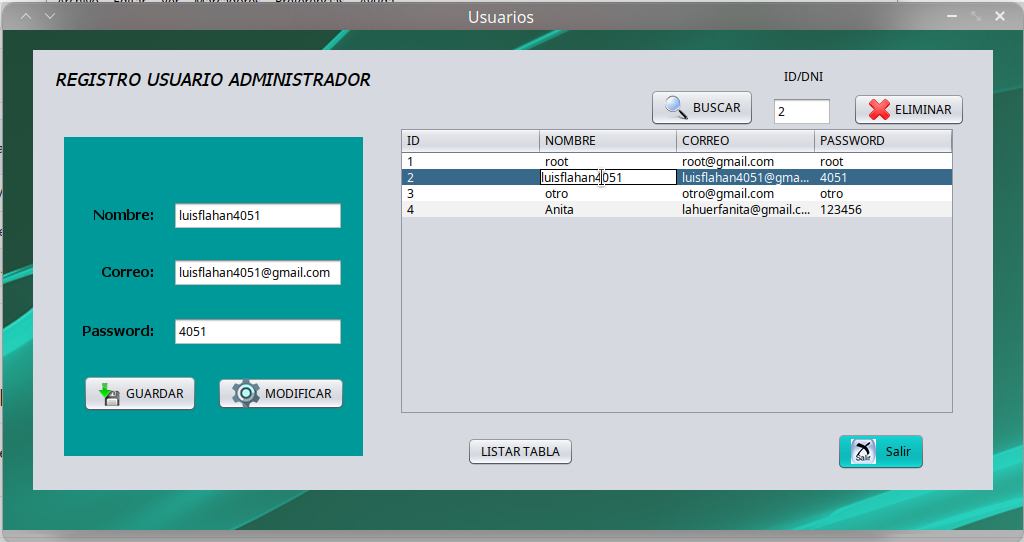 Usuarios
REGISTRO USUARIO ADMINISTRADOR
ID/DNI
BUSCAR
2
ELIMINAR
ID NOMBRE CORREO PASSWORD
1 root root@gmail.com root
2 luisflahan4051 luisflahan4051@gma... 4051
3 otro otro@gmail.com otro
4 Anita lahuerfanita@gmail.c... 123456
Nombre: luisflahan4051
Correo: luisflahan4051@gmail.com
Password: 4051
GUARDAR MODIFICAR
LISTAR TABLA
Salir Salir